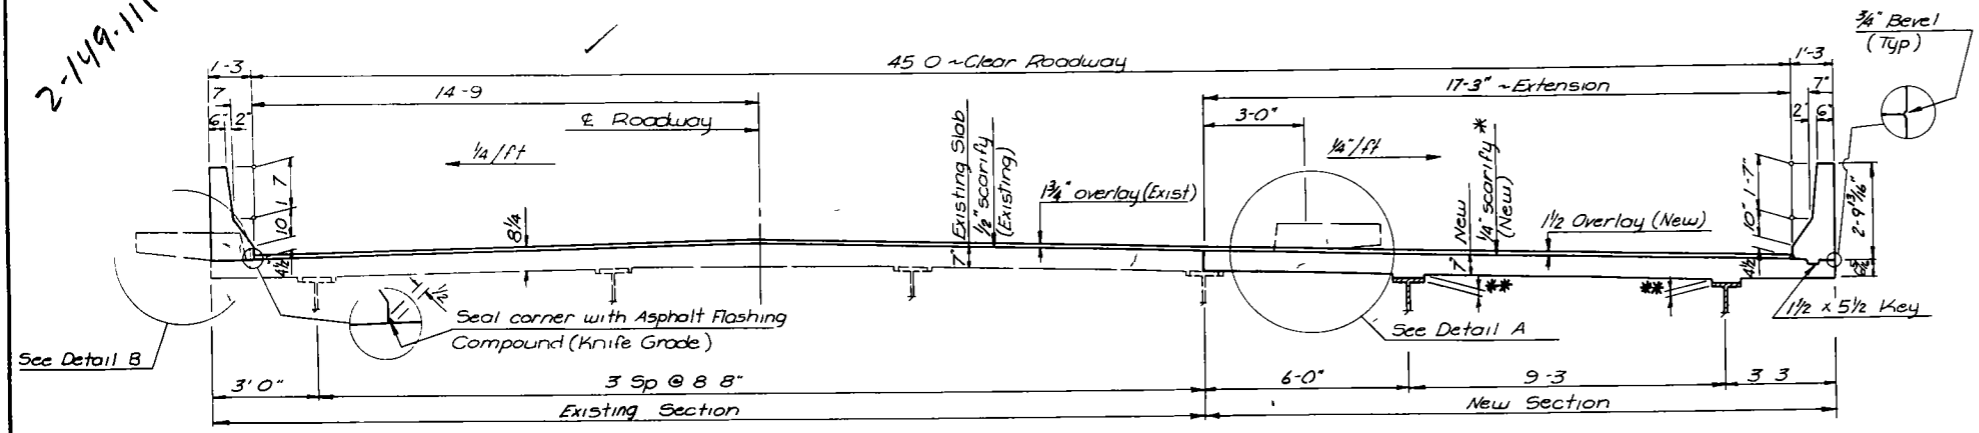 2-149-111
3/4" Bevel
(Typ)
1-3
45 0 ~Clear Roadway
1'-3
7
14-9
17-3" ~Extension
7"
6" 2"
℄ Roadway
3-0"
2 6"
1/4/ft
1/4"/ft
Existing Slab
1/2" scarify
(Existing)
1/4" scarify *
(New)
New
10 1 7
10" 1-7"
2-9 13/16"
8 1/4
1 3/4" overlay (Exist)
1 1/2 Overlay (New)
7"
7"
4 1/2
4 1/2
1 1/2
**
**
Seal corner with Asphalt Flashing
Compound (Knife Grade)
See Detail A
1 1/2 x 5 1/2 Key
See Detail B
3' 0"
3 Sp @ 8 8"
6-0"
9-3
3 3
Existing Section
New Section